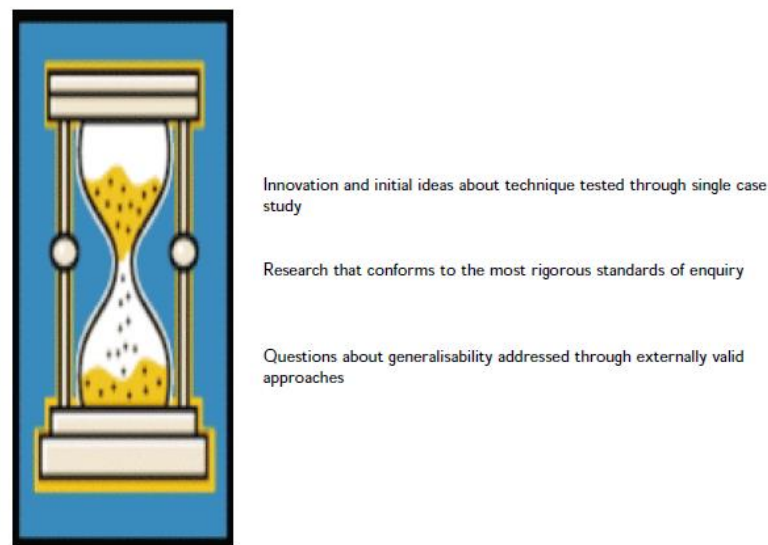 Innovation and initial ideas about technique tested through single case
study
Research that conforms to the most rigorous standards of enquiry
Questions about generalisability addressed through externally valid
approaches